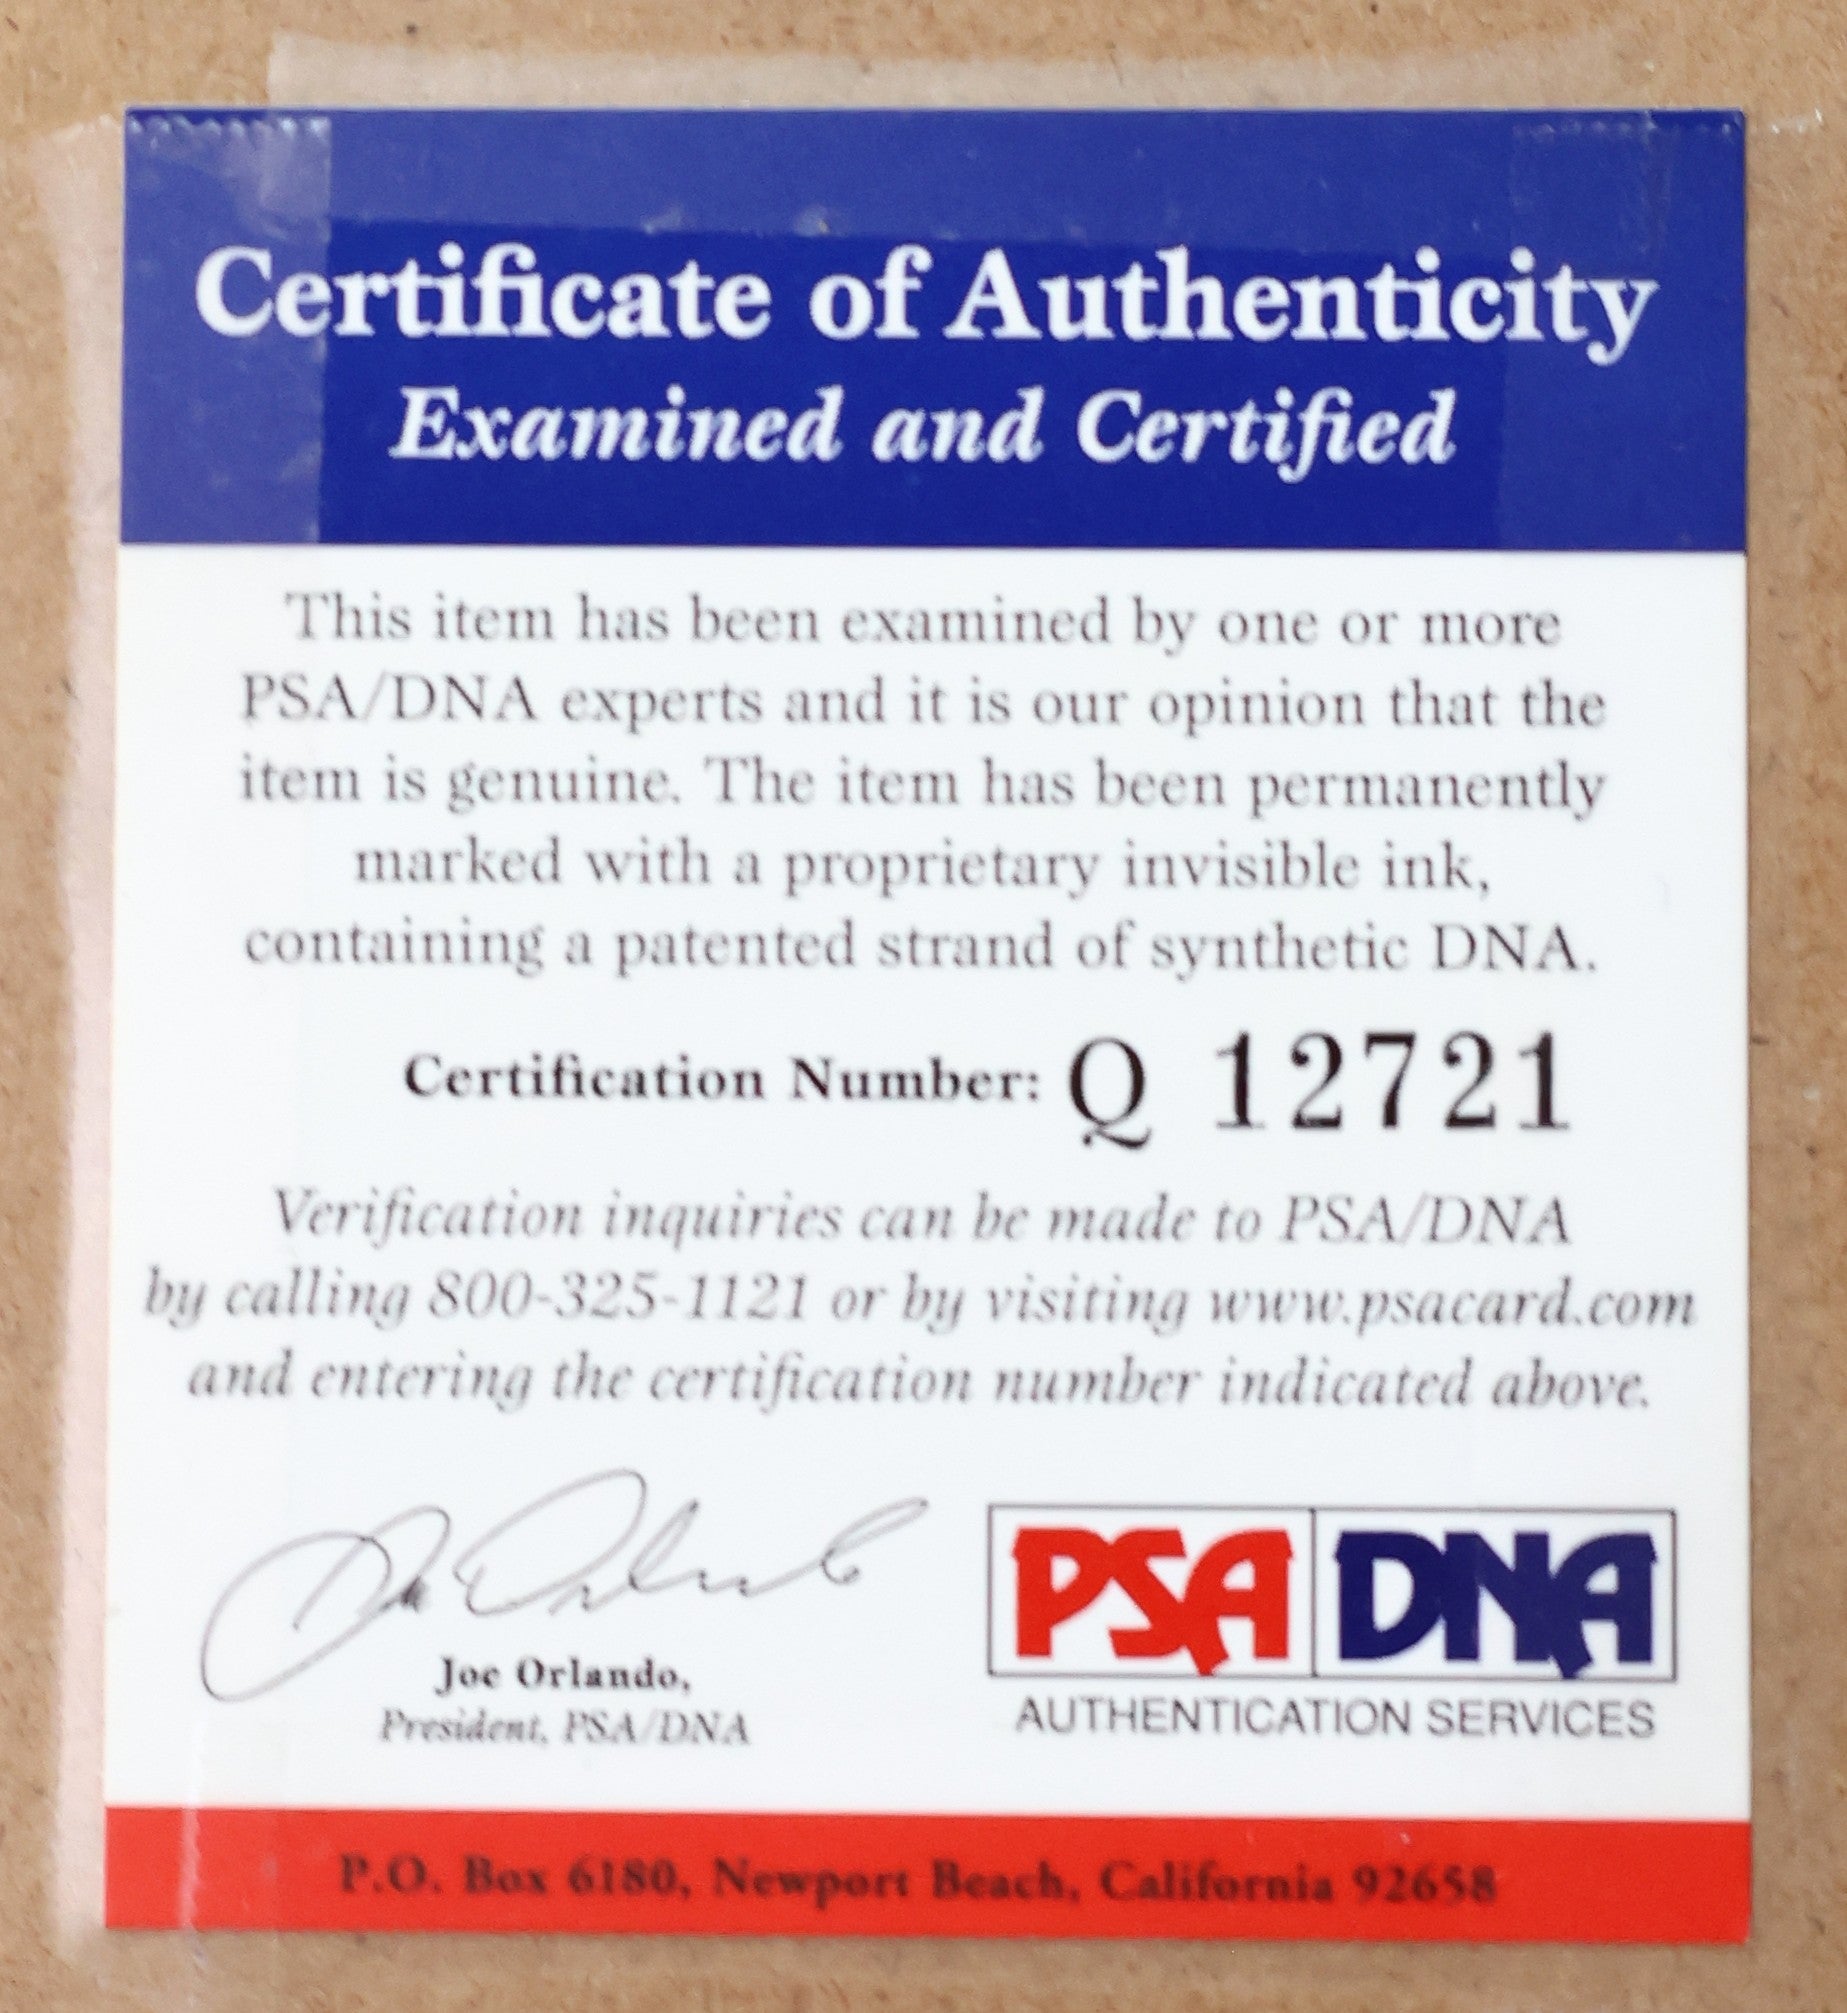 Certificate of Authenticity
Examined and Certified
This item has been examined by one or more
PSA/DNA experts and it is our opinion that the
item is genuine. The item has been permanently
marked with a proprietary invisible ink,
containing a patented strand of synthetic DNA.
Certification Number: Q 12721
Verification inquiries can be made to PSA/DNA
by calling 800-325-1121 or by visiting www.psacard.com
and entering the certification number indicated above.
Joe Orlando,
President, PSA/DNA
PSA DNA
AUTHENTICATION SERVICES
P.O. Box 6180, Newport Beach, California 92658